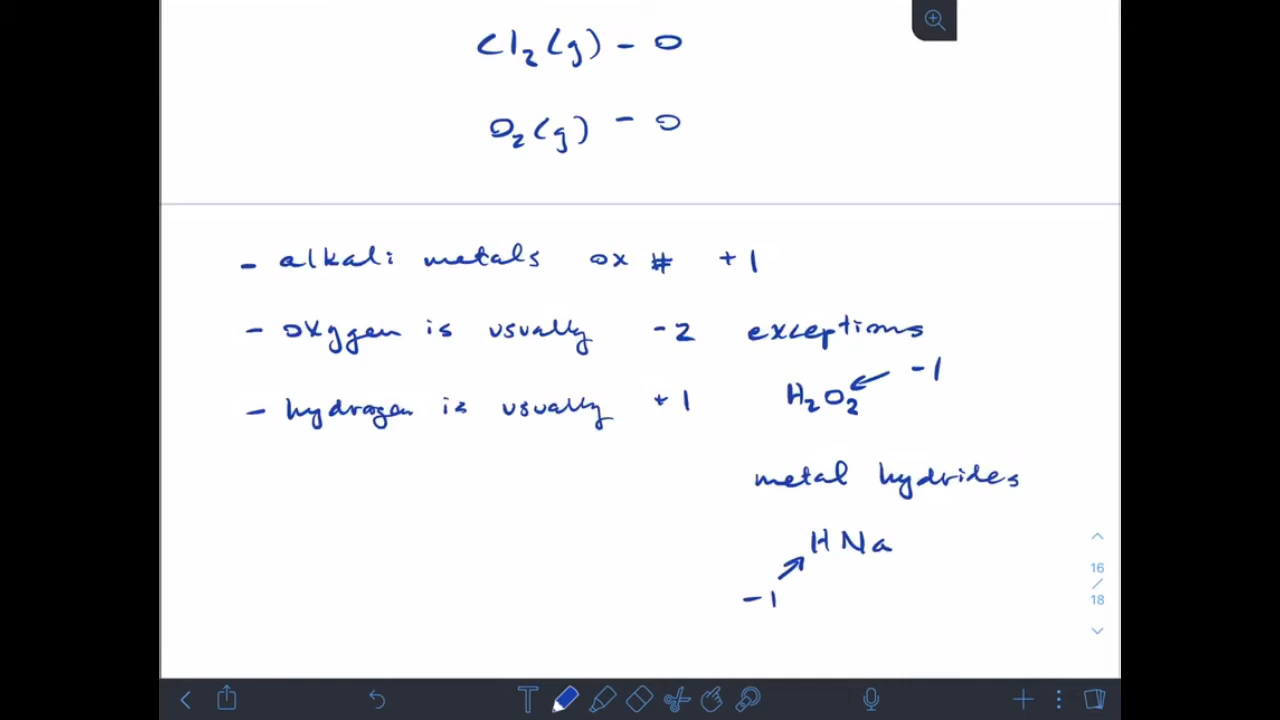 Cl2(g) - 0
O2(g) - 0
- alkali metals ox # +1
- oxygen is usually -2 exceptions
- hydrogen is usually +1 H2O2 ← -1
metal hydrides
HNa
-1 ↗
16
/
18
T